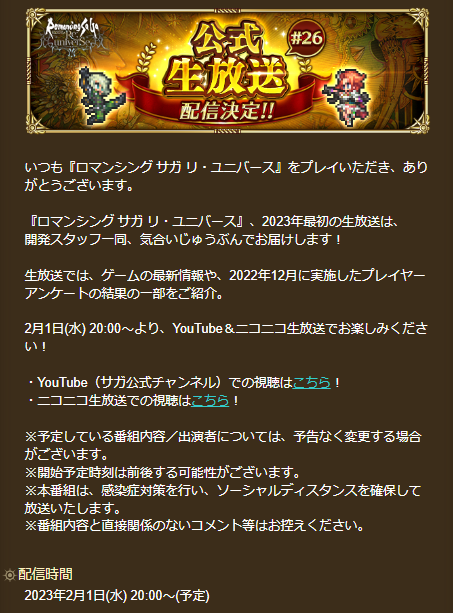 Romancing SaGa
Re;univerSe
公式
#26
生放送
配信決定!!
いつも『ロマンシング サガ リ・ユニバース』をプレイいただき、あり
がとうございます。
『ロマンシング サガ リ・ユニバース』、2023年最初の生放送は、
開発スタッフ一同、気合いじゅうぶんでお届けします！
生放送では、ゲームの最新情報や、2022年12月に実施したプレイヤー
アンケートの結果の一部をご紹介。
2月1日(水) 20:00～より、YouTube＆ニコニコ生放送でお楽しみくださ
い！
・YouTube（サガ公式チャンネル）での視聴はこちら！
・ニコニコ生放送での視聴はこちら！
※予定している番組内容／出演者については、予告なく変更する場合
がございます。
※開始予定時刻は前後する可能性がございます。
※本番組は、感染症対策を行い、ソーシャルディスタンスを確保して
放送いたします。
※番組内容と直接関係のないコメント等はお控えください。
配信時間
2023年2月1日(水) 20:00～(予定)